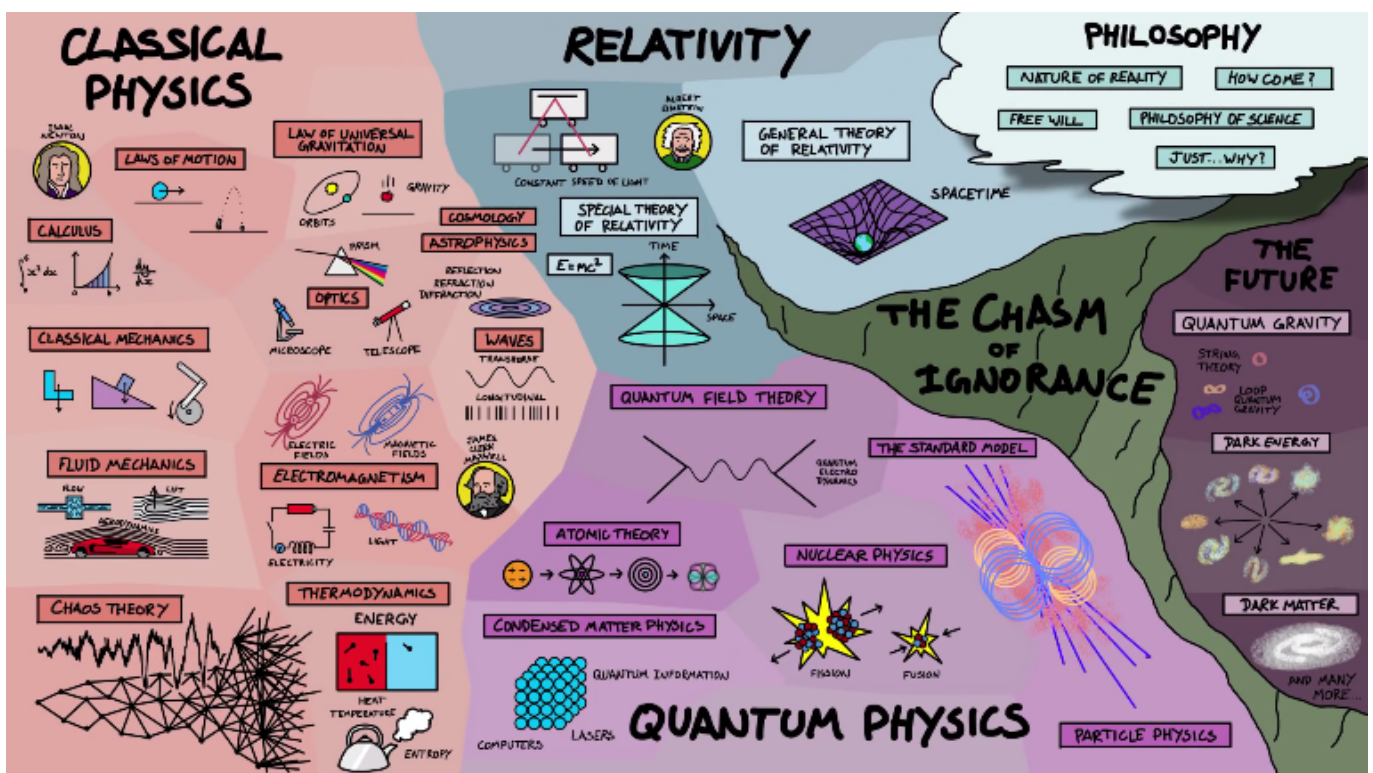 CLASSICAL
PHYSICS
ISAAC
NEWTON
LAWS OF MOTION
LAW OF UNIVERSAL
GRAVITATION
ORBITS
GRAVITY
CALCULUS
COSMOLOGY
ASTROPHYSICS
PRISM
OPTICS
MICROSCOPE
TELESCOPE
REFLECTION
REFRACTION
DIFFRACTION
WAVES
TRANSVERSE
LONGITUDINAL
CLASSICAL MECHANICS
ELECTRIC
FIELDS
MAGNETIC
FIELDS
JAMES
CLERK
MAXWELL
FLUID MECHANICS
FLOW
LIFT
AERODYNAMICS
ELECTROMAGNETISM
ELECTRICITY
LIGHT
CHAOS THEORY
THERMODYNAMICS
ENERGY
HEAT
TEMPERATURE
ENTROPY
RELATIVITY
CONSTANT SPEED OF LIGHT
ALBERT
EINSTEIN
GENERAL THEORY
OF RELATIVITY
SPACETIME
SPECIAL THEORY
OF RELATIVITY
E=mc²
TIME
SPACE
PHILOSOPHY
NATURE OF REALITY
HOW COME?
FREE WILL
PHILOSOPHY OF SCIENCE
JUST...WHY?
THE CHASM
OF
IGNORANCE
THE
FUTURE
QUANTUM GRAVITY
STRING
THEORY
LOOP
QUANTUM
GRAVITY
DARK ENERGY
DARK MATTER
AND MANY
MORE...
QUANTUM FIELD THEORY
QUANTUM
ELECTRO
DYNAMICS
THE STANDARD MODEL
ATOMIC THEORY
NUCLEAR PHYSICS
FISSION
FUSION
CONDENSED MATTER PHYSICS
QUANTUM INFORMATION
COMPUTERS
LASERS
QUANTUM PHYSICS
PARTICLE PHYSICS